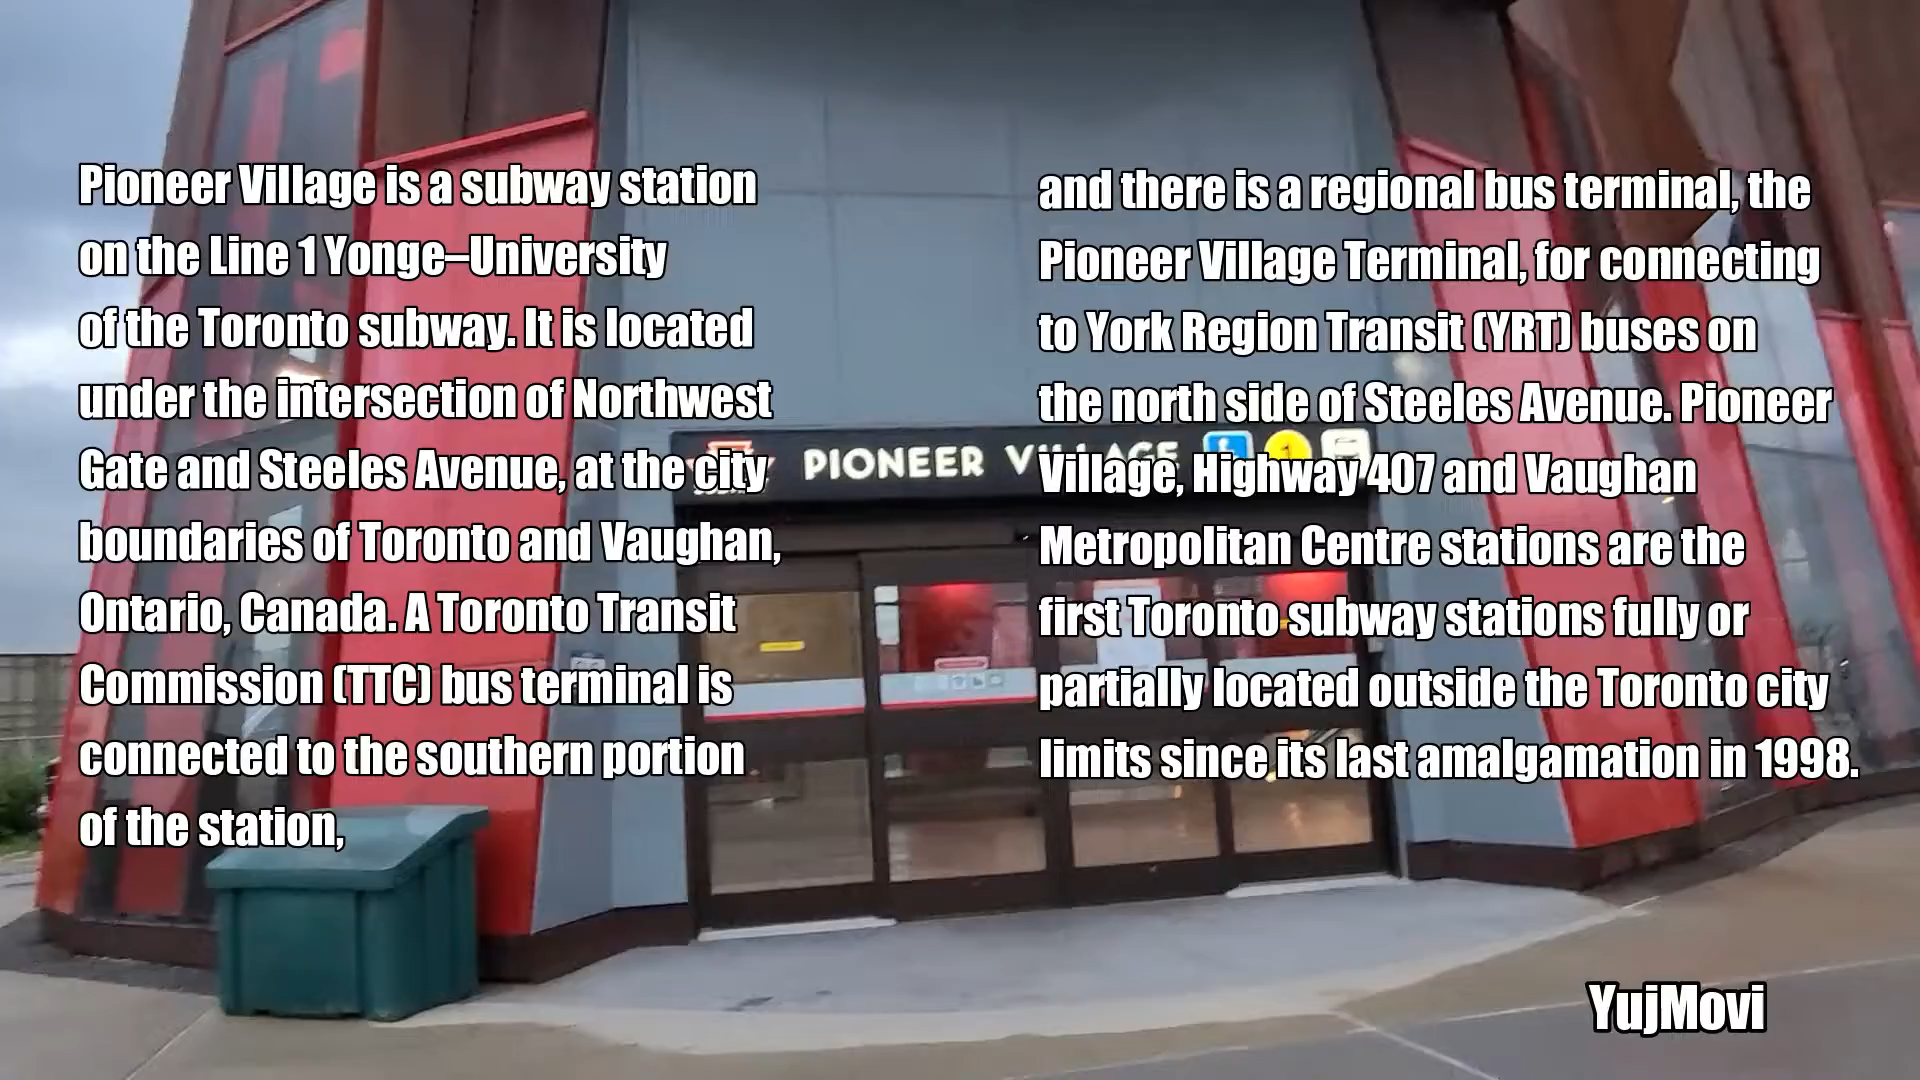 Pioneer Village is a subway station
on the Line 1 Yonge–University
of the Toronto subway. It is located
under the intersection of Northwest
Gate and Steeles Avenue, at the city
boundaries of Toronto and Vaughan,
Ontario, Canada. A Toronto Transit
Commission (TTC) bus terminal is
connected to the southern portion
of the station,
and there is a regional bus terminal, the
Pioneer Village Terminal, for connecting
to York Region Transit (YRT) buses on
the north side of Steeles Avenue. Pioneer
Village, Highway 407 and Vaughan
Metropolitan Centre stations are the
first Toronto subway stations fully or
partially located outside the Toronto city
limits since its last amalgamation in 1998.
PIONEER VILLAGE
1
YujMovi